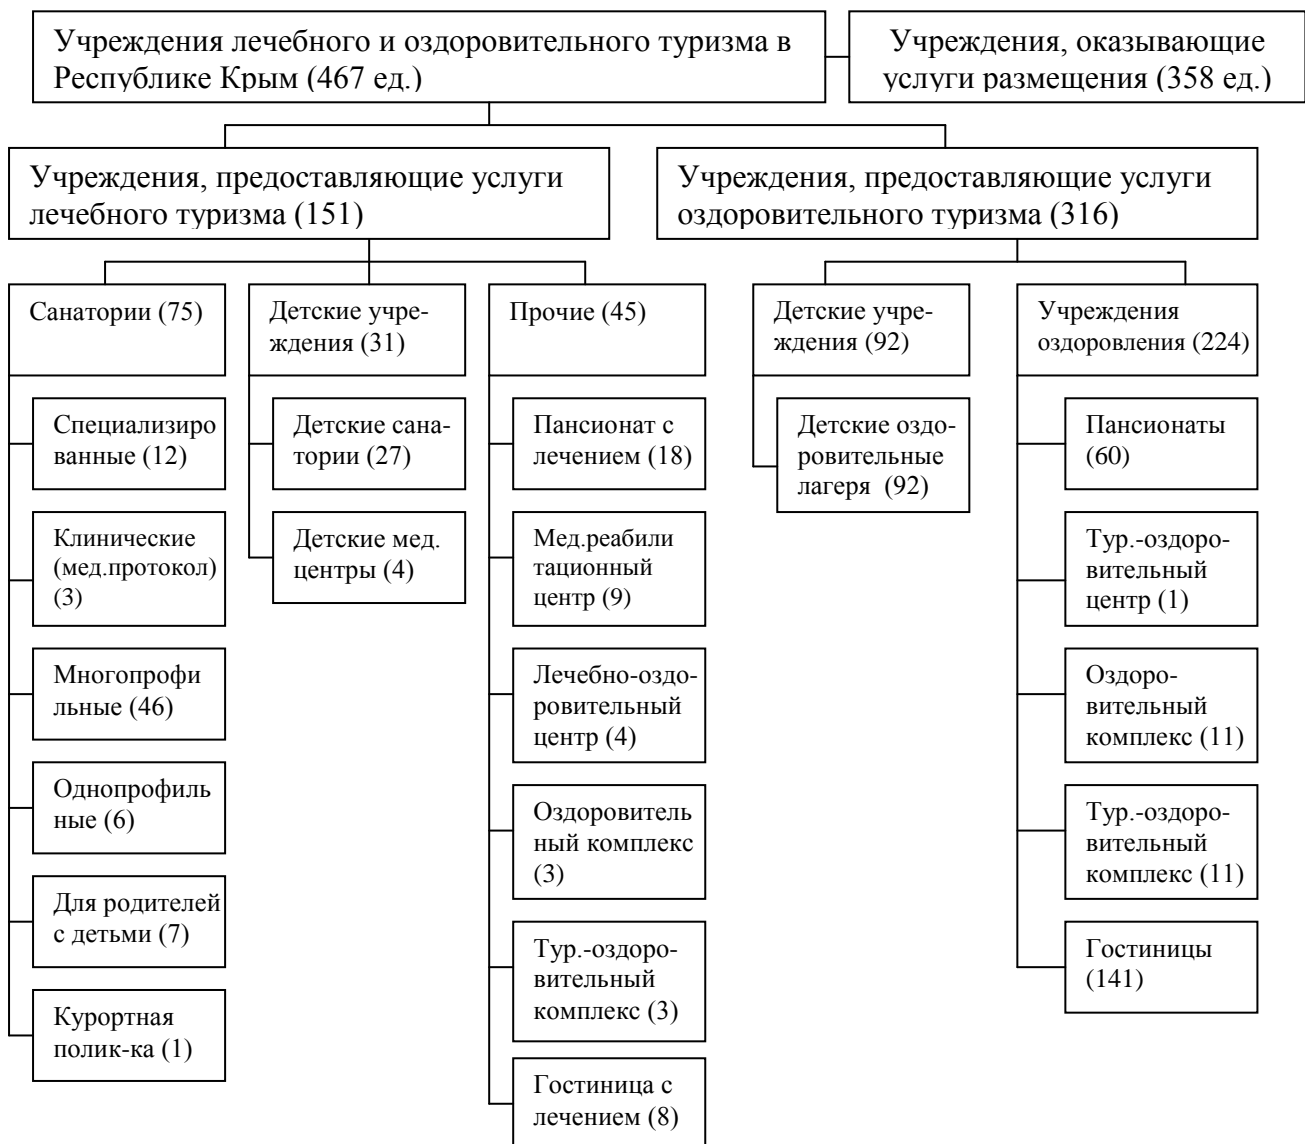 Учреждения лечебного и оздоровительного туризма в
Республике Крым (467 ед.)
Учреждения, оказывающие
услуги размещения (358 ед.)
Учреждения, предоставляющие услуги
лечебного туризма (151)
Учреждения, предоставляющие услуги
оздоровительного туризма (316)
Санатории (75)
Специализиро
ванные (12)
Клинические
(мед.протокол)
(3)
Многопрофи
льные (46)
Однопрофиль
ные (6)
Для родителей
с детьми (7)
Курортная
полик-ка (1)
Детские учре-
ждения (31)
Детские сана-
тории (27)
Детские мед.
центры (4)
Прочие (45)
Пансионат с
лечением (18)
Мед.реабили
тационный
центр (9)
Лечебно-оздо-
ровительный
центр (4)
Оздоровитель
ный комплекс
(3)
Тур.-оздоро-
вительный
комплекс (3)
Гостиница с
лечением (8)
Детские учре-
ждения (92)
Детские оздо-
ровительные
лагеря (92)
Учреждения
оздоровления (224)
Пансионаты
(60)
Тур.-оздоро-
вительный
центр (1)
Оздоро-
вительный
комплекс (11)
Тур.-оздоро-
вительный
комплекс (11)
Гостиницы
(141)